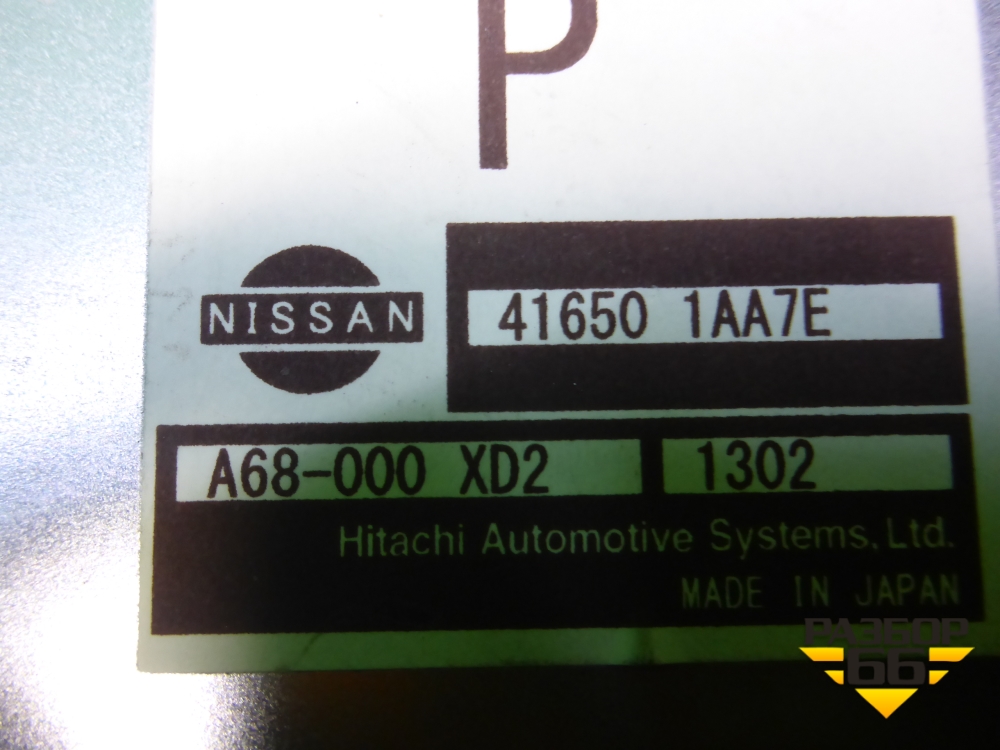 P
NISSAN
41650 1AA7E
A68-000 XD2
1302
Hitachi Automotive Systems, Ltd.
MADE IN JAPAN
РАЗБОР
66